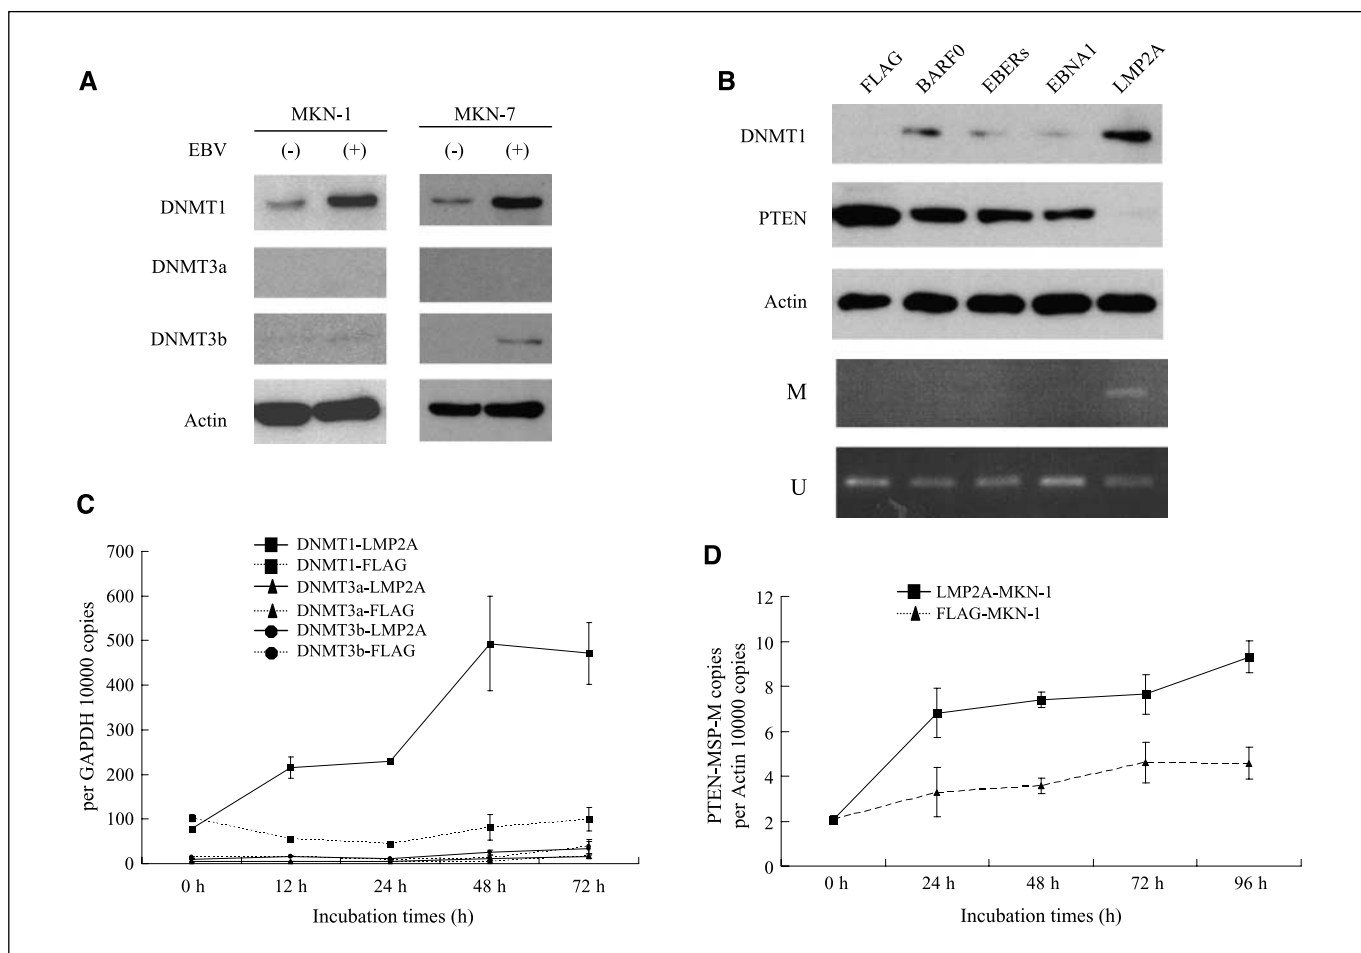 A
MKN-1 MKN-7
EBV (-) (+) (-) (+)
DNMT1
DNMT3a
DNMT3b
Actin
B
FLAG BARF0 EBERs EBNA1 LMP2A
DNMT1
PTEN
Actin
M
U
C
DNMT1-LMP2A
DNMT1-FLAG
DNMT3a-LMP2A
DNMT3a-FLAG
DNMT3b-LMP2A
DNMT3b-FLAG
per GAPDH 10000 copies
700
600
500
400
300
200
100
0
0 h 12 h 24 h 48 h 72 h
Incubation times (h)
D
LMP2A-MKN-1
FLAG-MKN-1
PTEN-MSP-M copies
per Actin 10000 copies
12
10
8
6
4
2
0
0 h 24 h 48 h 72 h 96 h
Incubation times (h)